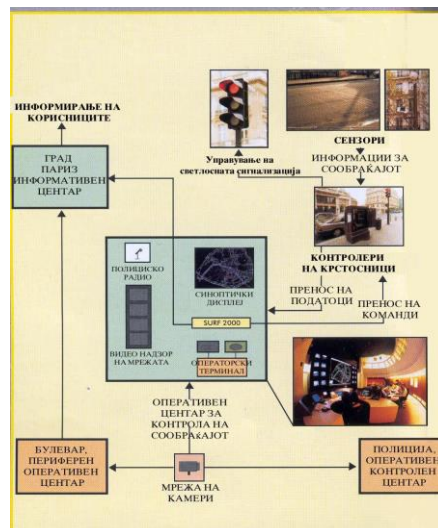 ИНФОРМИРАЊЕ НА
КОРИСНИЦИТЕ
ГРАД
ПАРИЗ
ИНФОРМАТИВЕН
ЦЕНТАР
Управување на
светлосната сигнализација
СЕНЗОРИ
ИНФОРМАЦИИ ЗА
СООБРАЌАЈОТ
КОНТРОЛЕРИ
НА КРСТОСНИЦИ
ПРЕНОС НА
ПОДАТОЦИ
ПРЕНОС НА
КОМАНДИ
ПОЛИЦИСКО
РАДИО
СИНОПТИЧКИ
ДИСПЛЕЈ
SURF 2000
ВИДЕО НАДЗОР
НА МРЕЖАТА
ОПЕРАТОРСКИ
ТЕРМИНАЛ
ОПЕРАТИВЕН
ЦЕНТАР ЗА
КОНТРОЛА НА
СООБРАЌАЈОТ
БУЛЕВАР,
ПЕРИФЕРЕН
ОПЕРАТИВЕН
ЦЕНТАР
МРЕЖА НА
КАМЕРИ
ПОЛИЦИЈА,
ОПЕРАТИВЕН
КОНТРОЛЕН
ЦЕНТАР